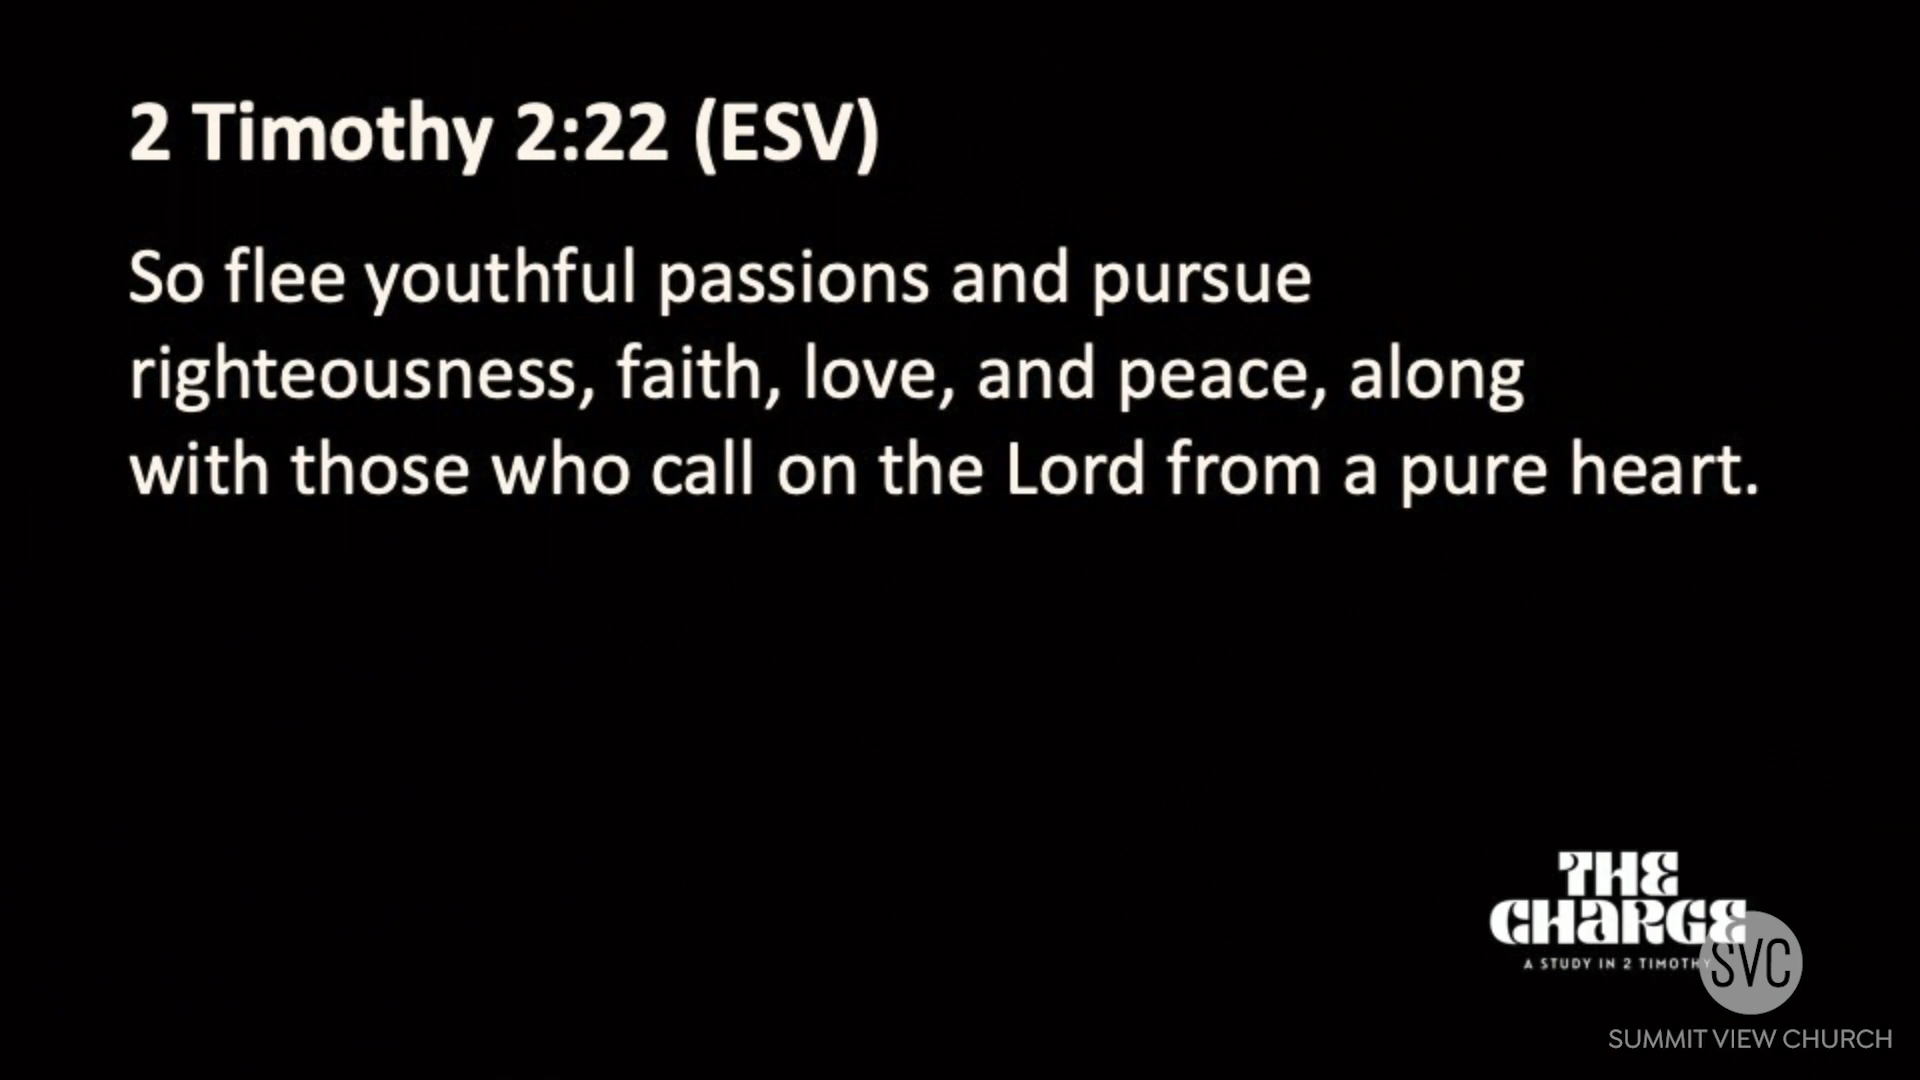 2 Timothy 2:22 (ESV)
So flee youthful passions and pursue
righteousness, faith, love, and peace, along
with those who call on the Lord from a pure heart.
THE
CHARGE
A STUDY IN 2 TIMOTHY
SVC
SUMMIT VIEW CHURCH